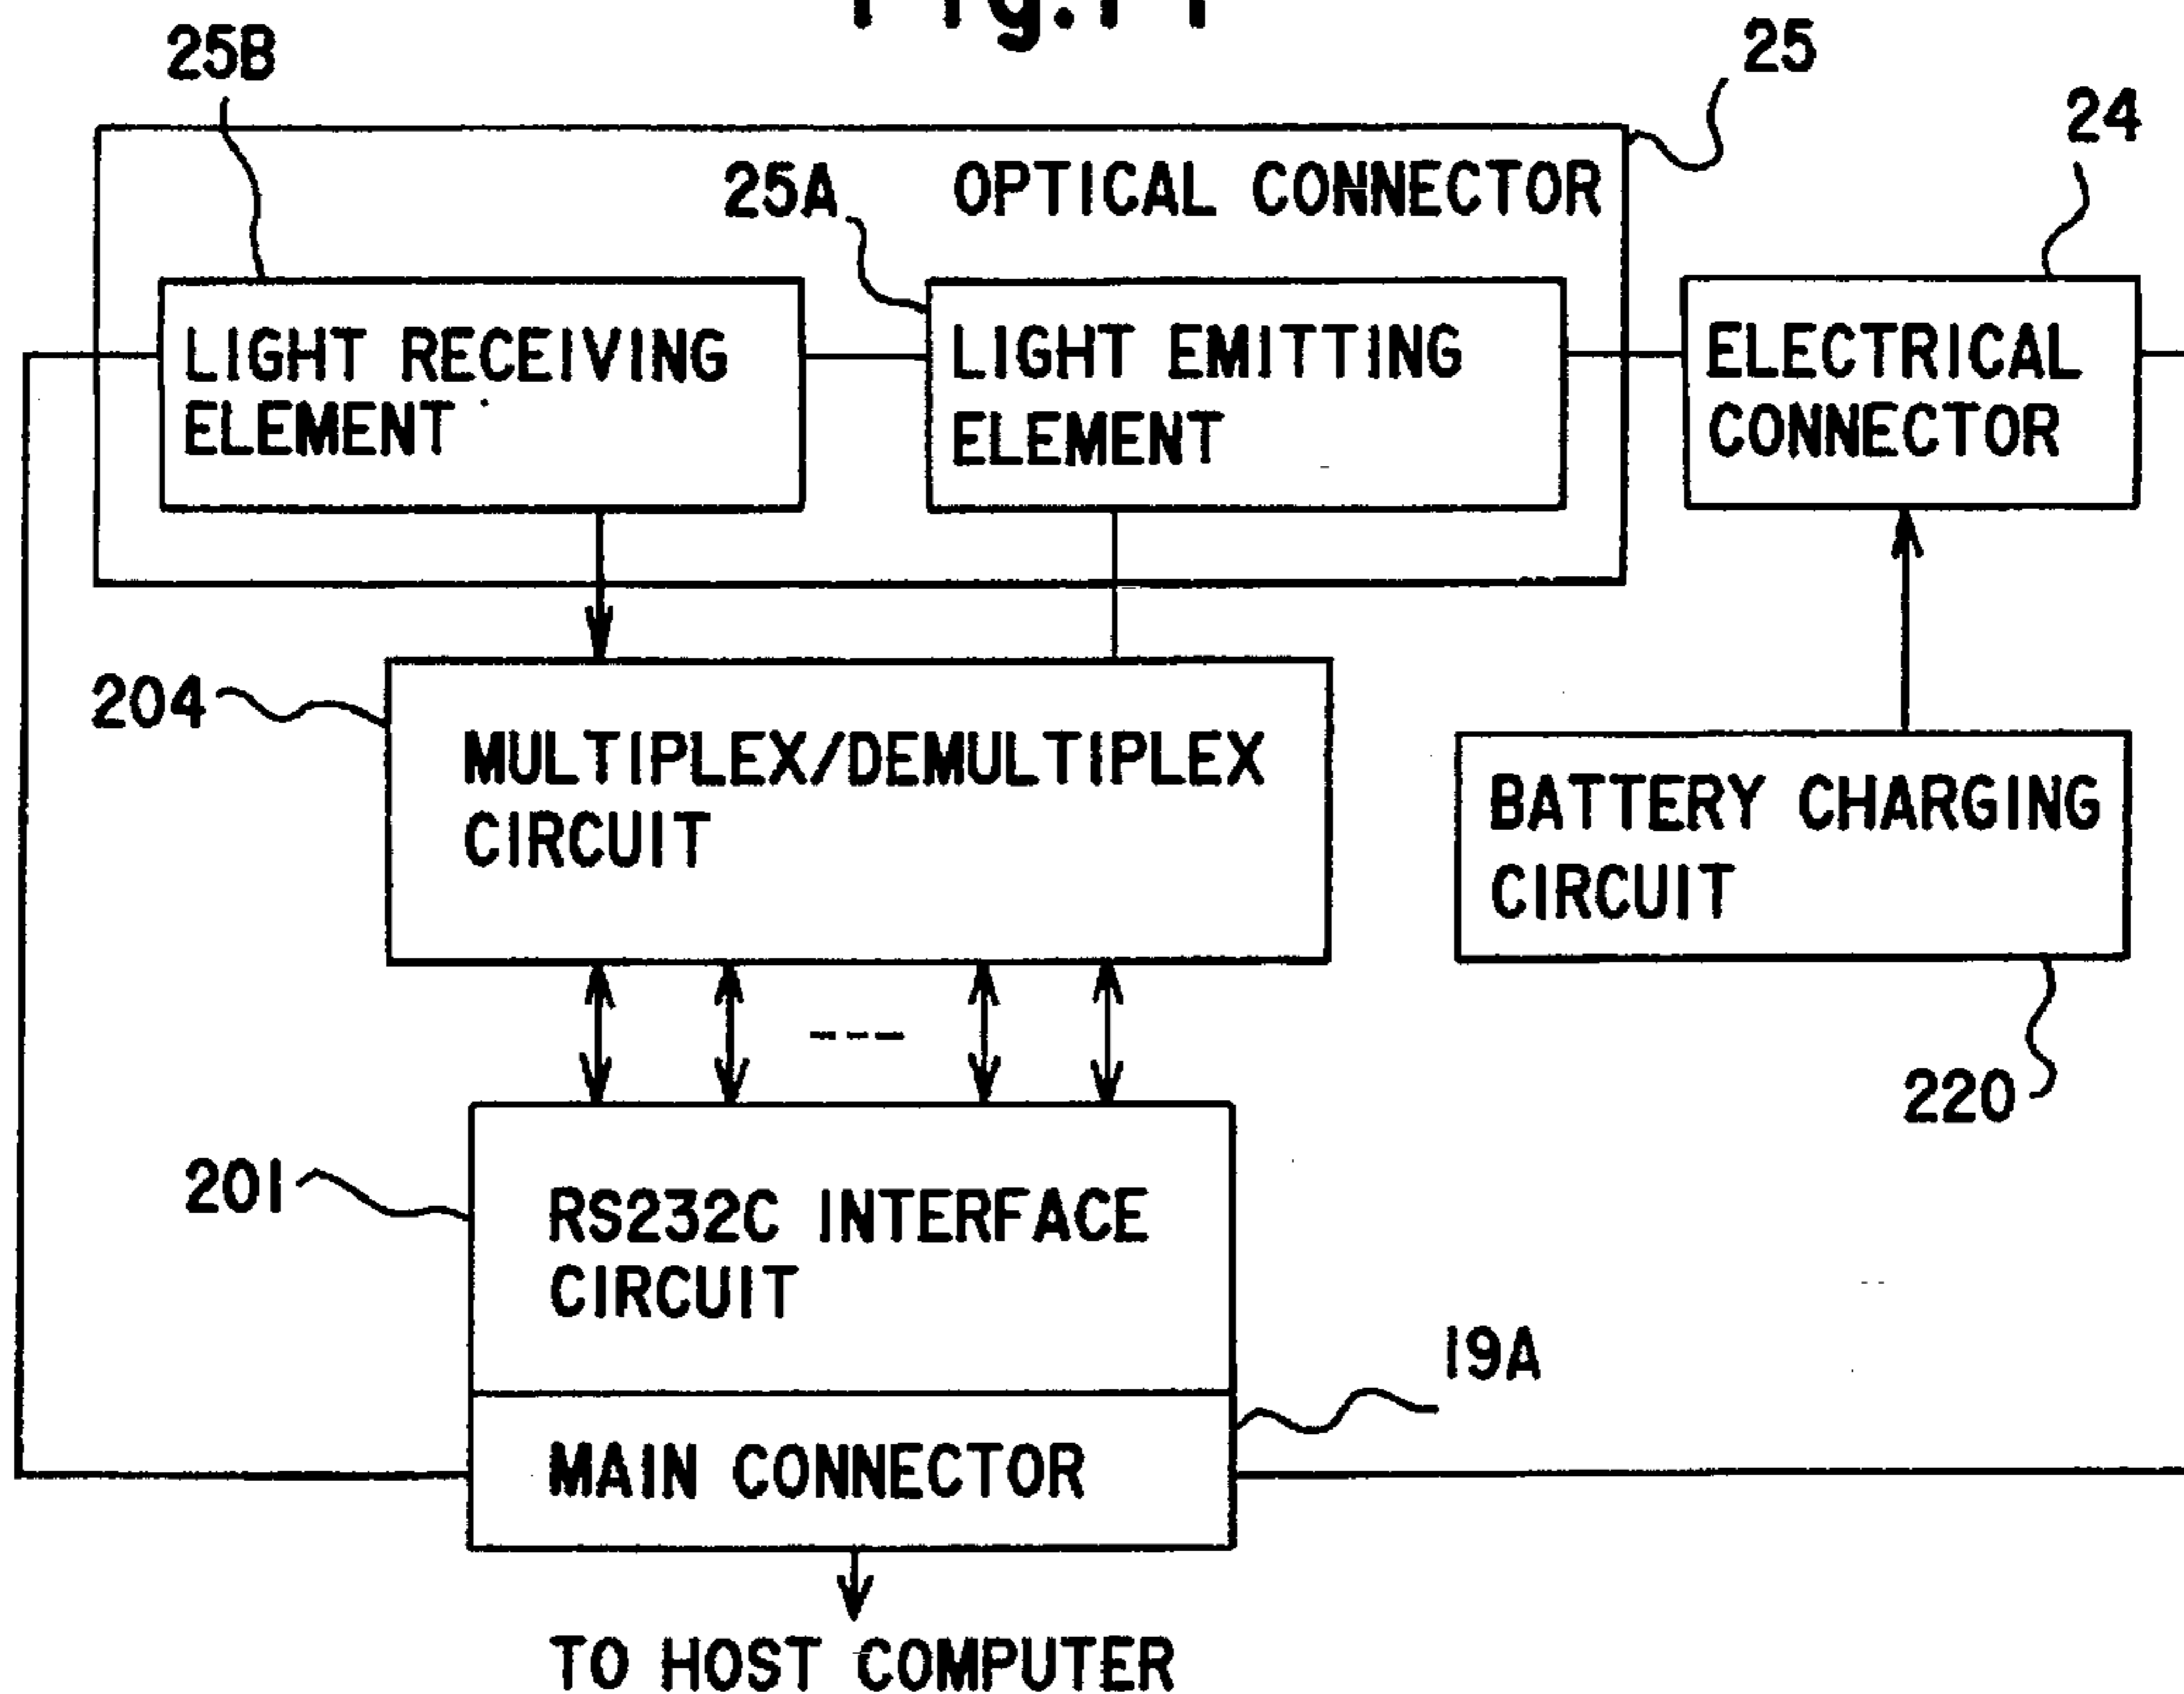 25B
25
24
25A
OPTICAL CONNECTOR
LIGHT RECEIVING
ELEMENT
LIGHT EMITTING
ELEMENT
ELECTRICAL
CONNECTOR
204
MULTIPLEX/DEMULTIPLEX
CIRCUIT
BATTERY CHARGING
CIRCUIT
220
201
RS232C INTERFACE
CIRCUIT
19A
MAIN CONNECTOR
TO HOST COMPUTER